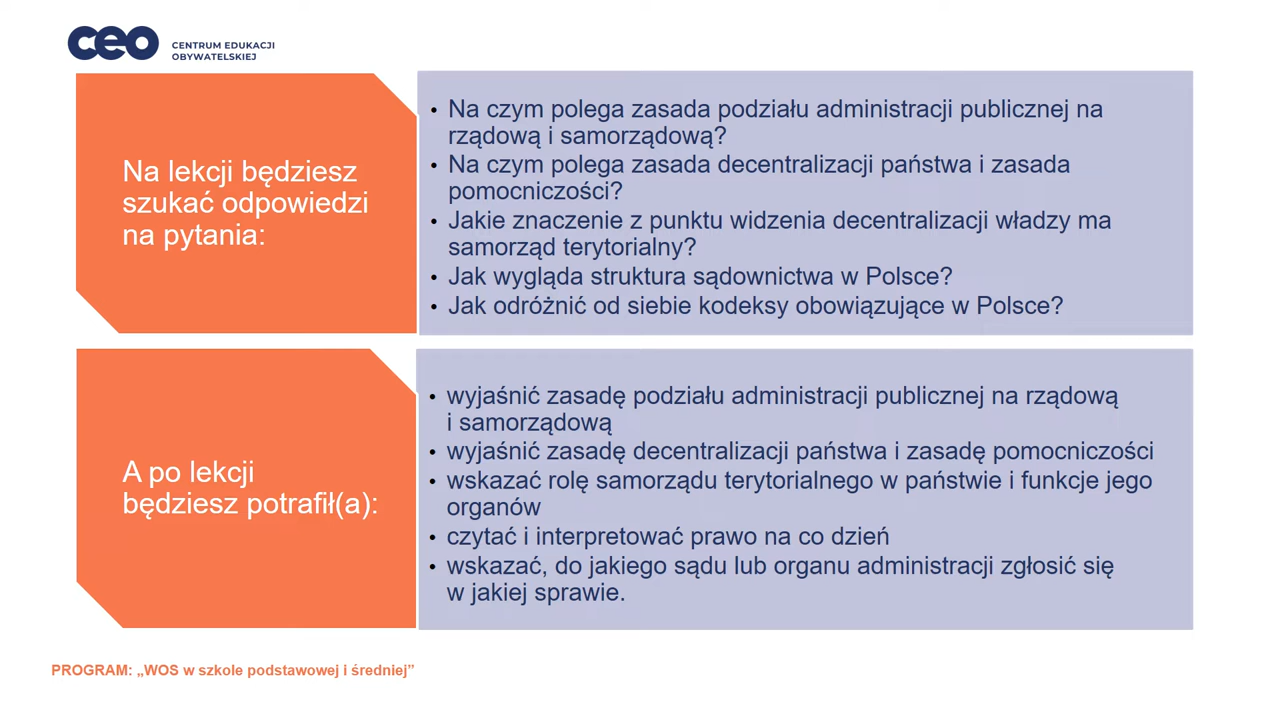 ceo
CENTRUM EDUKACJI
OBYWATELSKIEJ
Na lekcji będziesz
szukać odpowiedzi
na pytania:
• Na czym polega zasada podziału administracji publicznej na
rządową i samorządową?
• Na czym polega zasada decentralizacji państwa i zasada
pomocniczości?
• Jakie znaczenie z punktu widzenia decentralizacji władzy ma
samorząd terytorialny?
• Jak wygląda struktura sądownictwa w Polsce?
• Jak odróżnić od siebie kodeksy obowiązujące w Polsce?
A po lekcji
będziesz potrafił(a):
• wyjaśnić zasadę podziału administracji publicznej na rządową
i samorządową
• wyjaśnić zasadę decentralizacji państwa i zasadę pomocniczości
• wskazać rolę samorządu terytorialnego w państwie i funkcje jego
organów
• czytać i interpretować prawo na co dzień
• wskazać, do jakiego sądu lub organu administracji zgłosić się
w jakiej sprawie.
PROGRAM: „WOS w szkole podstawowej i średniej”